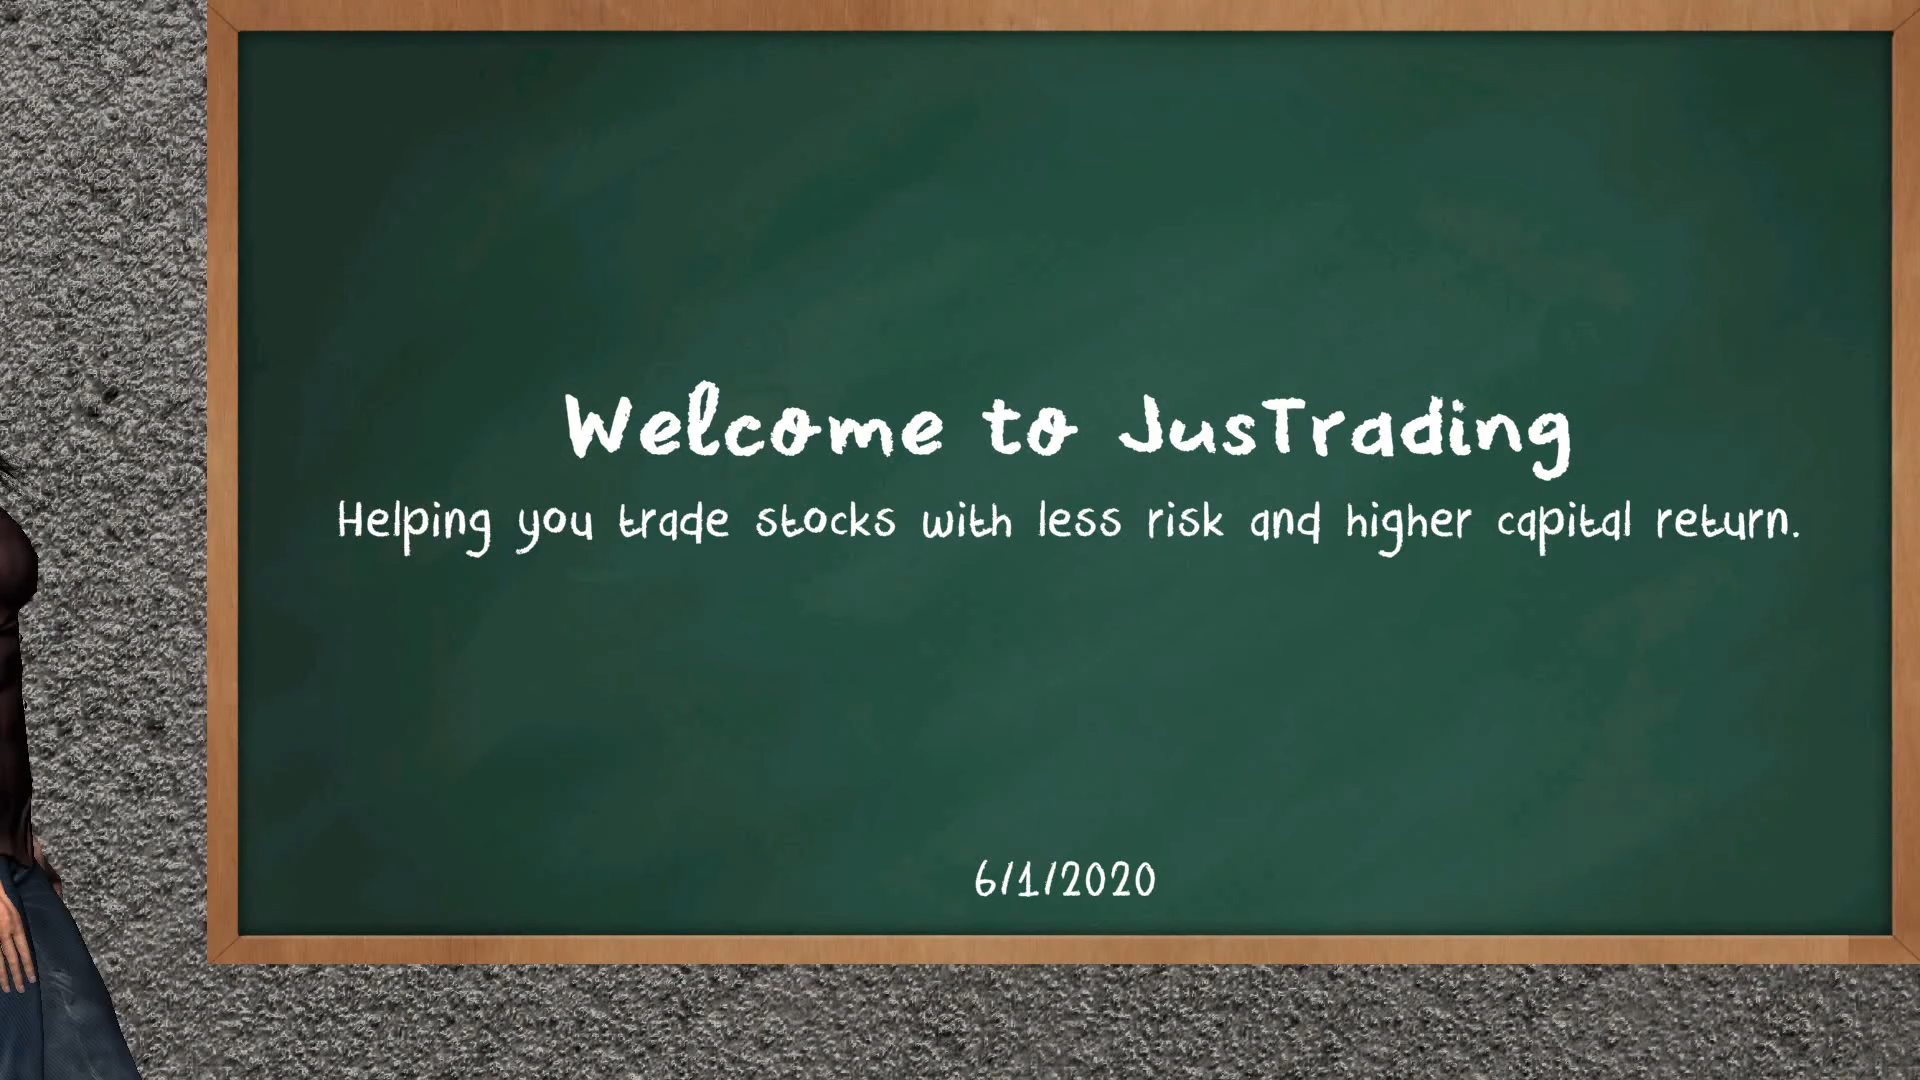 Welcome to JusTrading
Helping you trade stocks with less risk and higher capital return.
6/1/2020